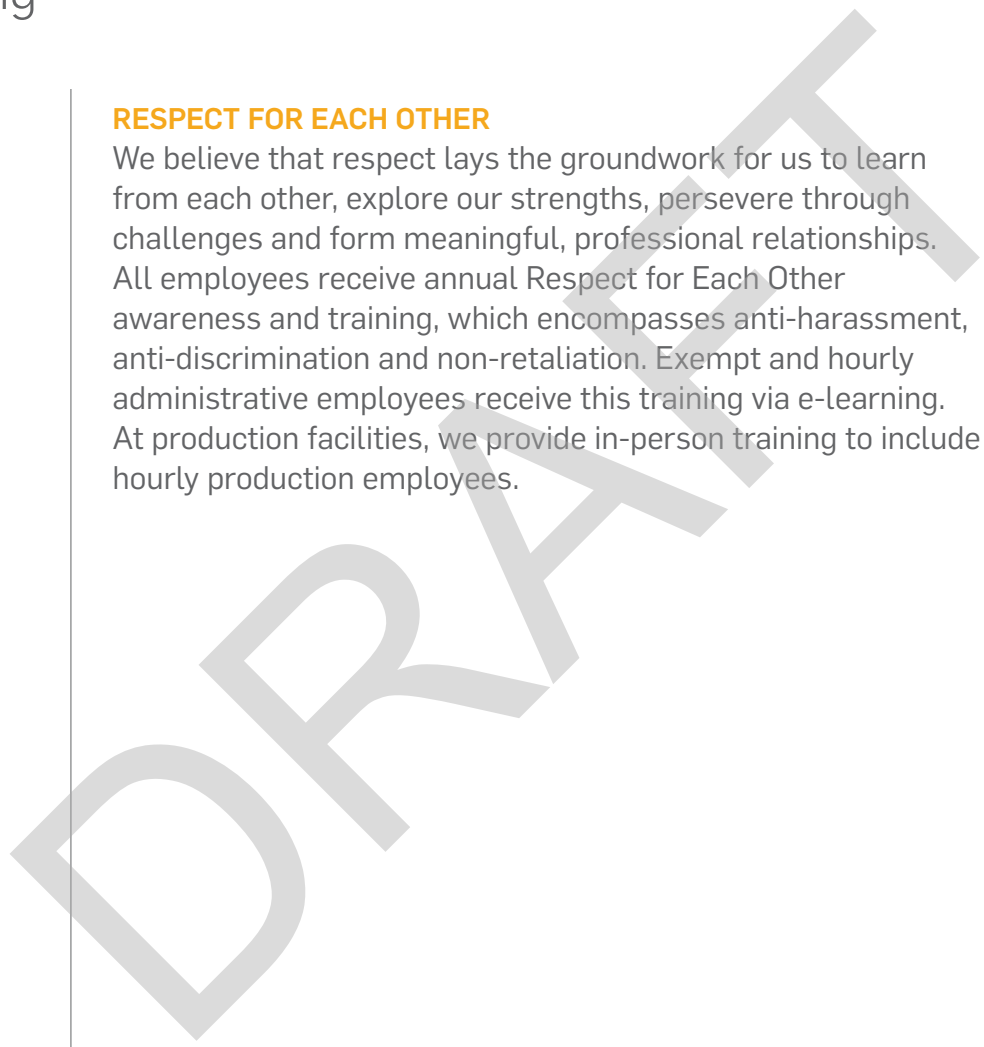 RESPECT FOR EACH OTHER
We believe that respect lays the groundwork for us to learn
from each other, explore our strengths, persevere through
challenges and form meaningful, professional relationships.
All employees receive annual Respect for Each Other
awareness and training, which encompasses anti-harassment,
anti-discrimination and non-retaliation. Exempt and hourly
administrative employees receive this training via e-learning.
At production facilities, we provide in-person training to include
hourly production employees.
DRAFT